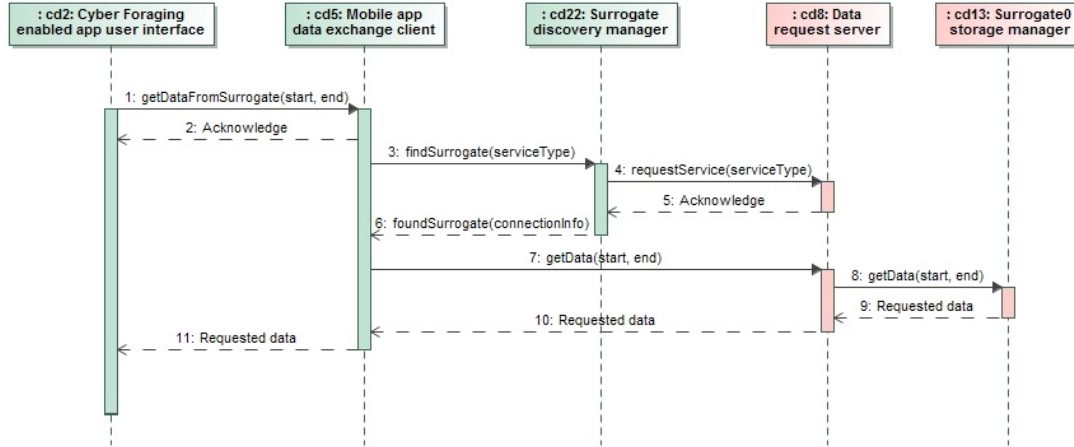 : cd2: Cyber Foraging
enabled app user interface
: cd5: Mobile app
data exchange client
: cd22: Surrogate
discovery manager
: cd8: Data
request server
: cd13: Surrogate0
storage manager
1: getDataFromSurrogate(start, end)
2: Acknowledge
3: findSurrogate(serviceType)
4: requestService(serviceType)
5: Acknowledge
6: foundSurrogate(connectionInfo)
7: getData(start, end)
8: getData(start, end)
9: Requested data
10: Requested data
11: Requested data